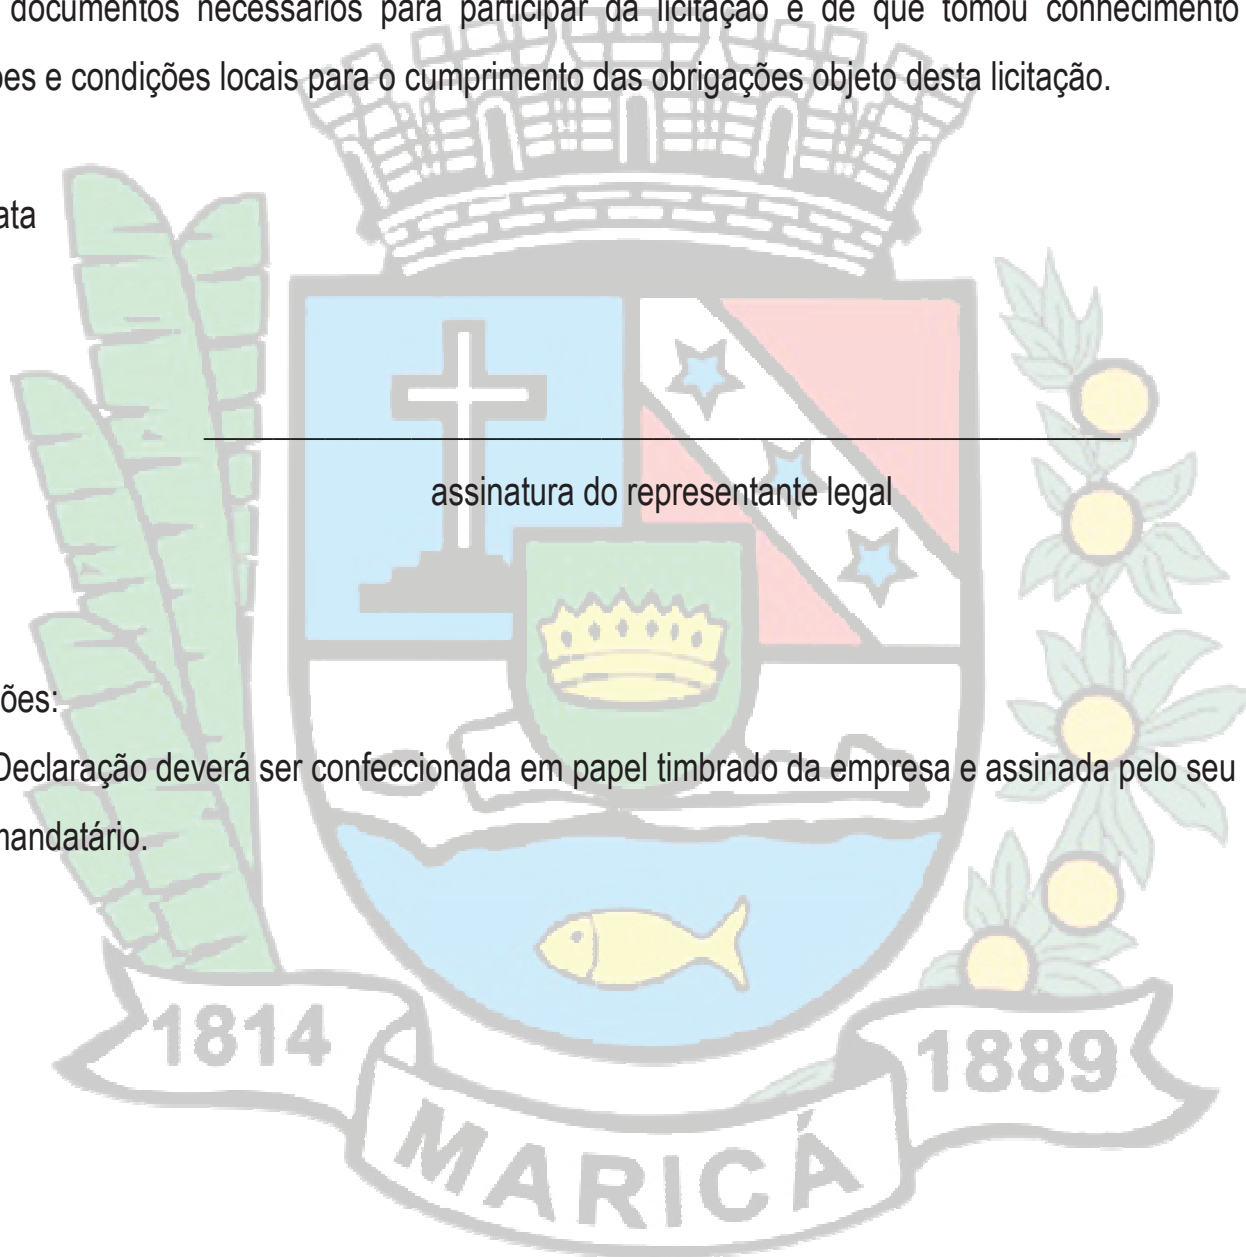 documentos necessários para participar da licitação e de que tomou conhecimento
ões e condições locais para o cumprimento das obrigações objeto desta licitação.
ata
assinatura do representante legal
ões:
Declaração deverá ser confeccionada em papel timbrado da empresa e assinada pelo seu
mandatário.
1814
1889
MARICÁ